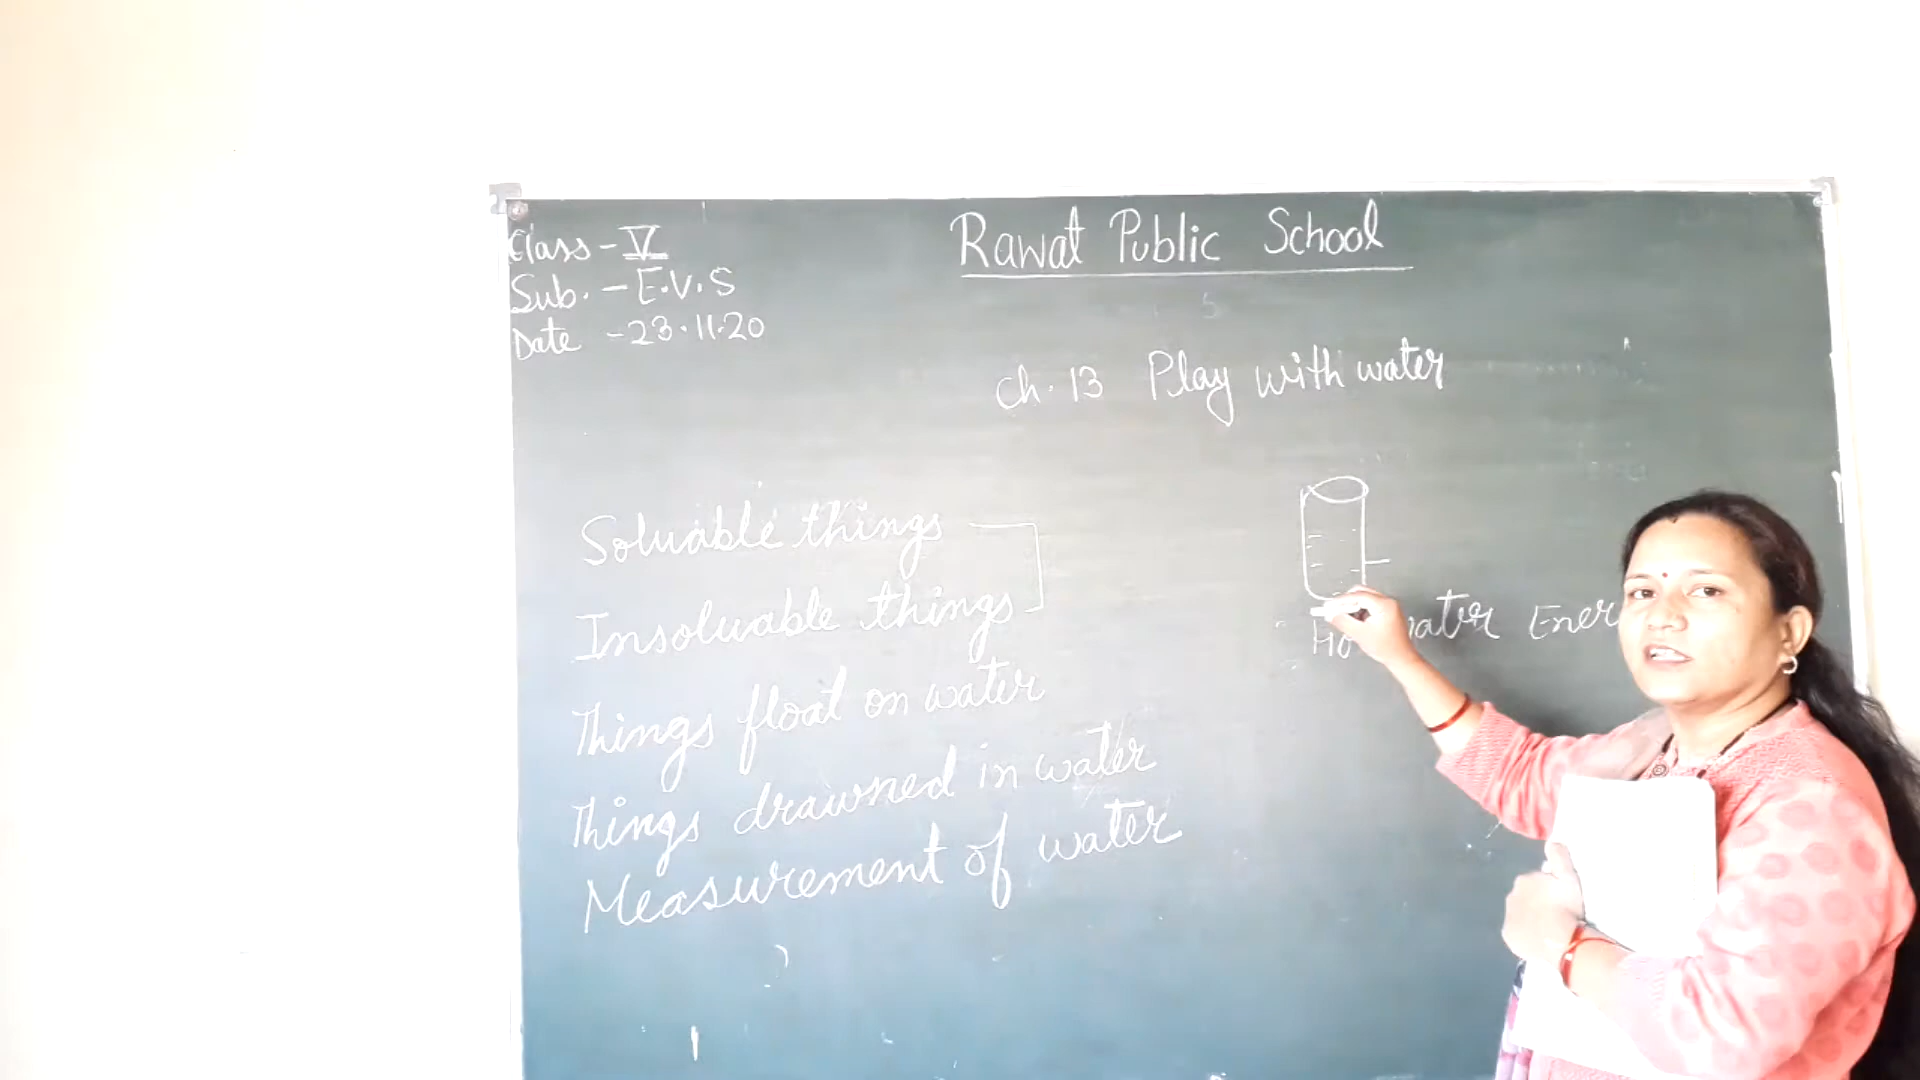 Rawat Public School
Class - V
Sub. - E.V.S
Date - 23.11.20
Ch. 13 Play with water
Soluable things
Insoluable things
Things float on water
Things drawned in water
Measurement of water